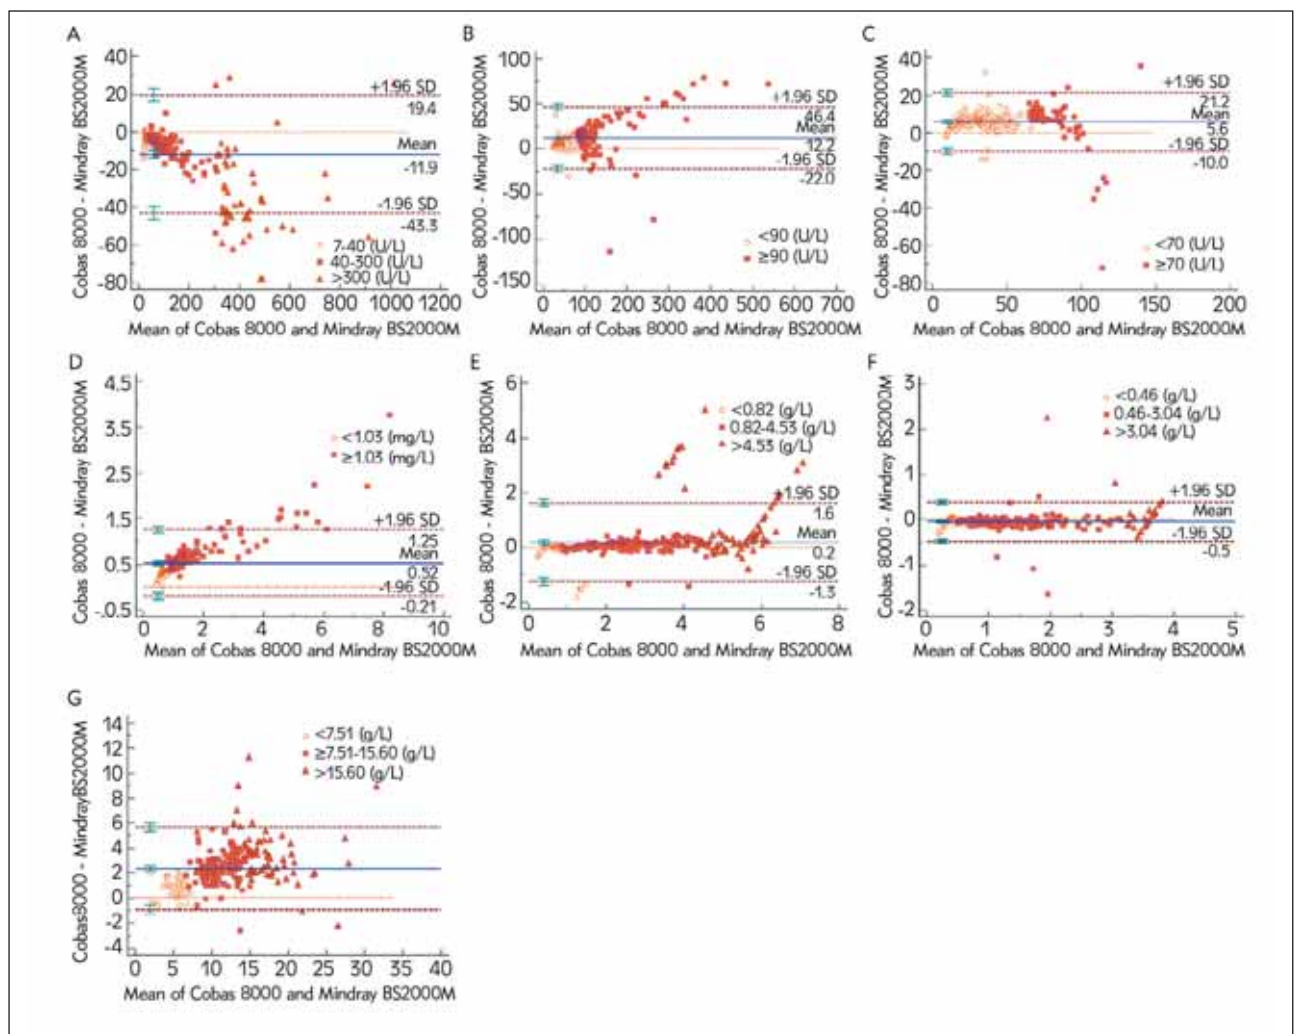 A
Cobas 8000 - Mindray BS2000M
40
20
0
-20
-40
-60
-80
+1.96 SD
19.4
Mean
-11.9
-1.96 SD
-43.3
7-40 (U/L)
40-300 (U/L)
>300 (U/L)
0 200 400 600 800 1000 1200
Mean of Cobas 8000 and Mindray BS2000M
B
Cobas 8000 - Mindray BS2000M
100
50
0
-50
-100
-150
+1.96 SD
46.4
Mean
12.2
-1.96 SD
-22.0
<90 (U/L)
≥90 (U/L)
0 100 200 300 400 500 600 700
Mean of Cobas 8000 and Mindray BS2000M
C
Cobas 8000 - Mindray BS2000M
40
20
0
-20
-40
-60
-80
+1.96 SD
21.2
Mean
5.6
-1.96 SD
-10.0
<70 (U/L)
≥70 (U/L)
0 50 100 150 200
Mean of Cobas 8000 and Mindray BS2000M
D
Cobas 8000 - Mindray BS2000M
4.5
3.5
2.5
1.5
0.5
-0.5
<1.03 (mg/L)
≥1.03 (mg/L)
+1.96 SD
1.25
Mean
0.52
-1.96 SD
-0.21
0 2 4 6 8 10
Mean of Cobas 8000 and Mindray BS2000M
E
Cobas 8000 - Mindray BS2000M
6
4
2
0
-2
<0.82 (g/L)
0.82-4.53 (g/L)
>4.53 (g/L)
+1.96 SD
1.6
Mean
0.2
-1.96 SD
-1.3
0 2 4 6 8
Mean of Cobas 8000 and Mindray BS2000M
F
Cobas 8000 - Mindray BS2000M
3
2
1
0
-1
-2
<0.46 (g/L)
0.46-3.04 (g/L)
>3.04 (g/L)
+1.96 SD
Mean
-1.96 SD
-0.5
0 1 2 3 4 5
Mean of Cobas 8000 and Mindray BS2000M
G
Cobas8000 - MindrayBS2000M
14
12
10
8
6
4
2
0
-2
-4
<7.51 (g/L)
≥7.51-15.60 (g/L)
>15.60 (g/L)
0 5 10 15 20 25 30 35 40
Mean of Cobas 8000 and Mindray BS2000M